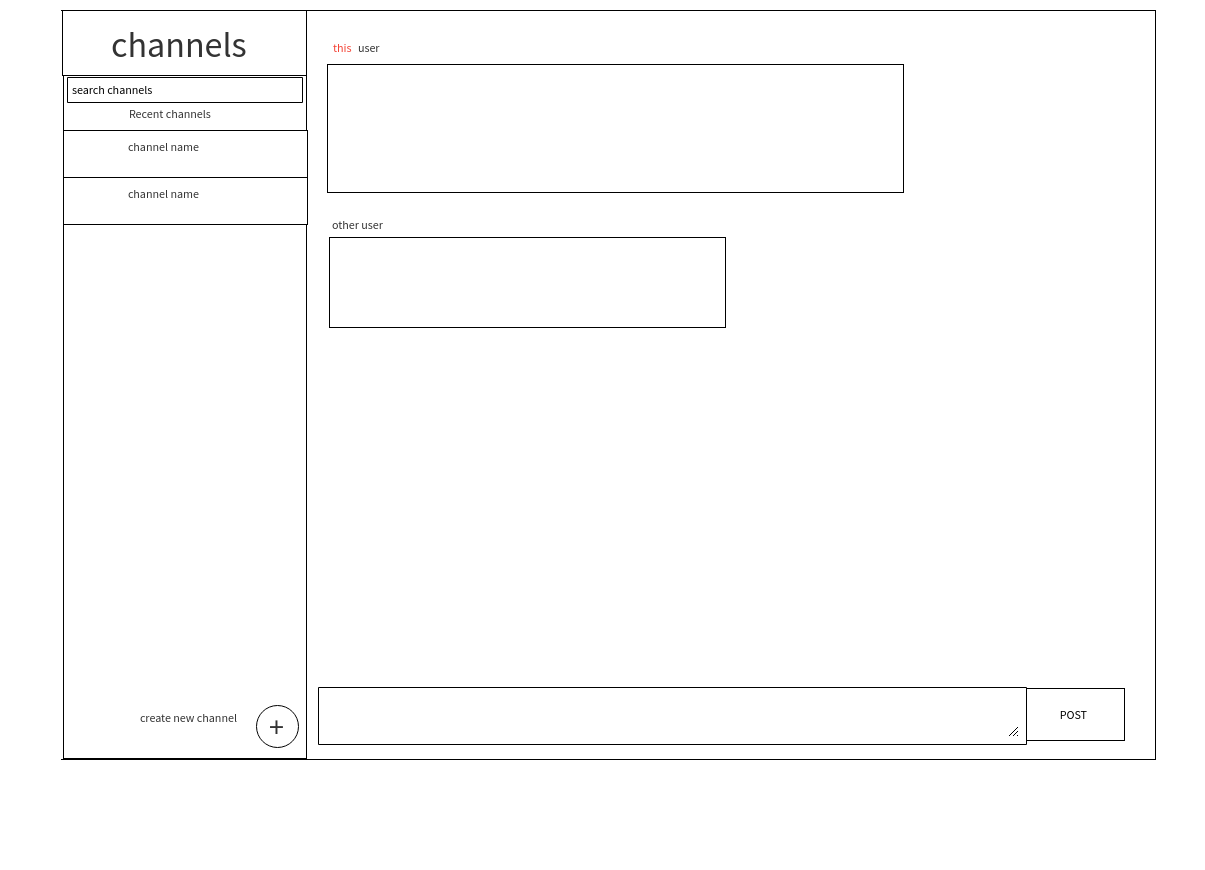 channels
search channels
Recent channels
channel name
channel name
create new channel
+
this user
other user
POST